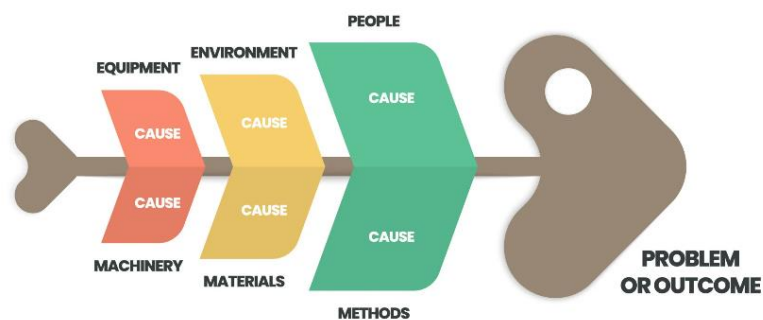 PEOPLE
ENVIRONMENT
EQUIPMENT
CAUSE
CAUSE
CAUSE
CAUSE
CAUSE
CAUSE
MACHINERY
MATERIALS
METHODS
PROBLEM
OR OUTCOME